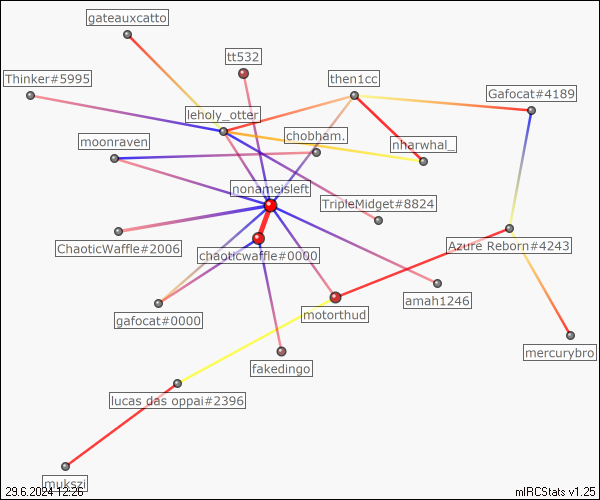 gateauxcatto
tt532
Thinker#5995
then1cc
Gafocat#4189
leholy_otter
chobham.
moonraven
nharwhal_
nonameisleft
TripleMidget#8824
ChaoticWaffle#2006
chaoticwaffle#0000
Azure Reborn#4243
amah1246
gafocat#0000
motorthud
mercurybro
fakedingo
lucas das oppai#2396
mukszi
29.6.2024 12:26
mIRCStats v1.25